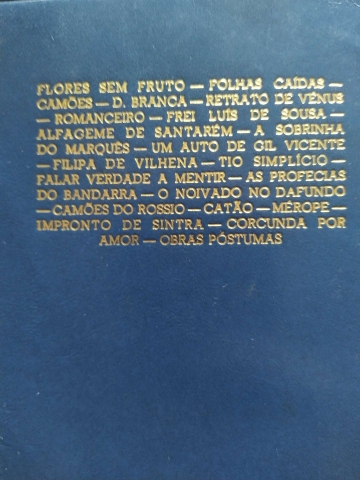 FLORES SEM FRUTO — FOLHAS CAÍDAS —
CAMÕES — D. BRANCA — RETRATO DE VÉNUS
— ROMANCEIRO — FREI LUÍS DE SOUSA —
ALFAGEME DE SANTARÉM — A SOBRINHA
DO MARQUÊS — UM AUTO DE GIL VICENTE
— FILIPA DE VILHENA — TIO SIMPLÍCIO —
FALAR VERDADE A MENTIR — AS PROFECIAS
DO BANDARRA — O NOIVADO NO DAFUNDO
— CAMÕES DO ROSSIO — CATÃO — MÉROPE —
IMPRONTO DE SINTRA — CORCUNDA POR
AMOR — OBRAS PÓSTUMAS